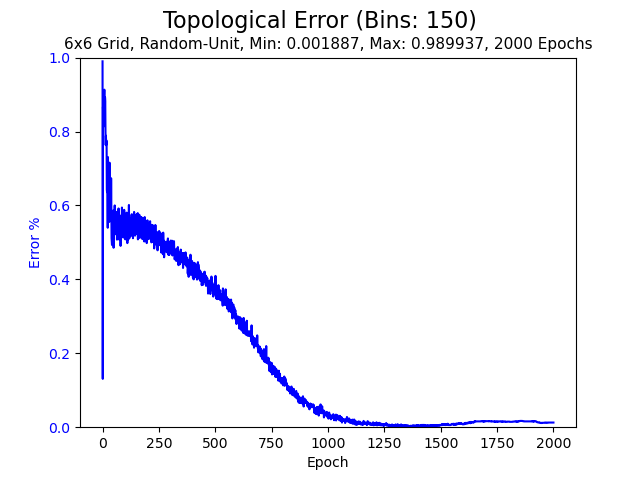 Topological Error (Bins: 150)
6x6 Grid, Random-Unit, Min: 0.001887, Max: 0.989937, 2000 Epochs
1.0
0.8
0.6
0.4
0.2
0.0
Error %
0 250 500 750 1000 1250 1500 1750 2000
Epoch